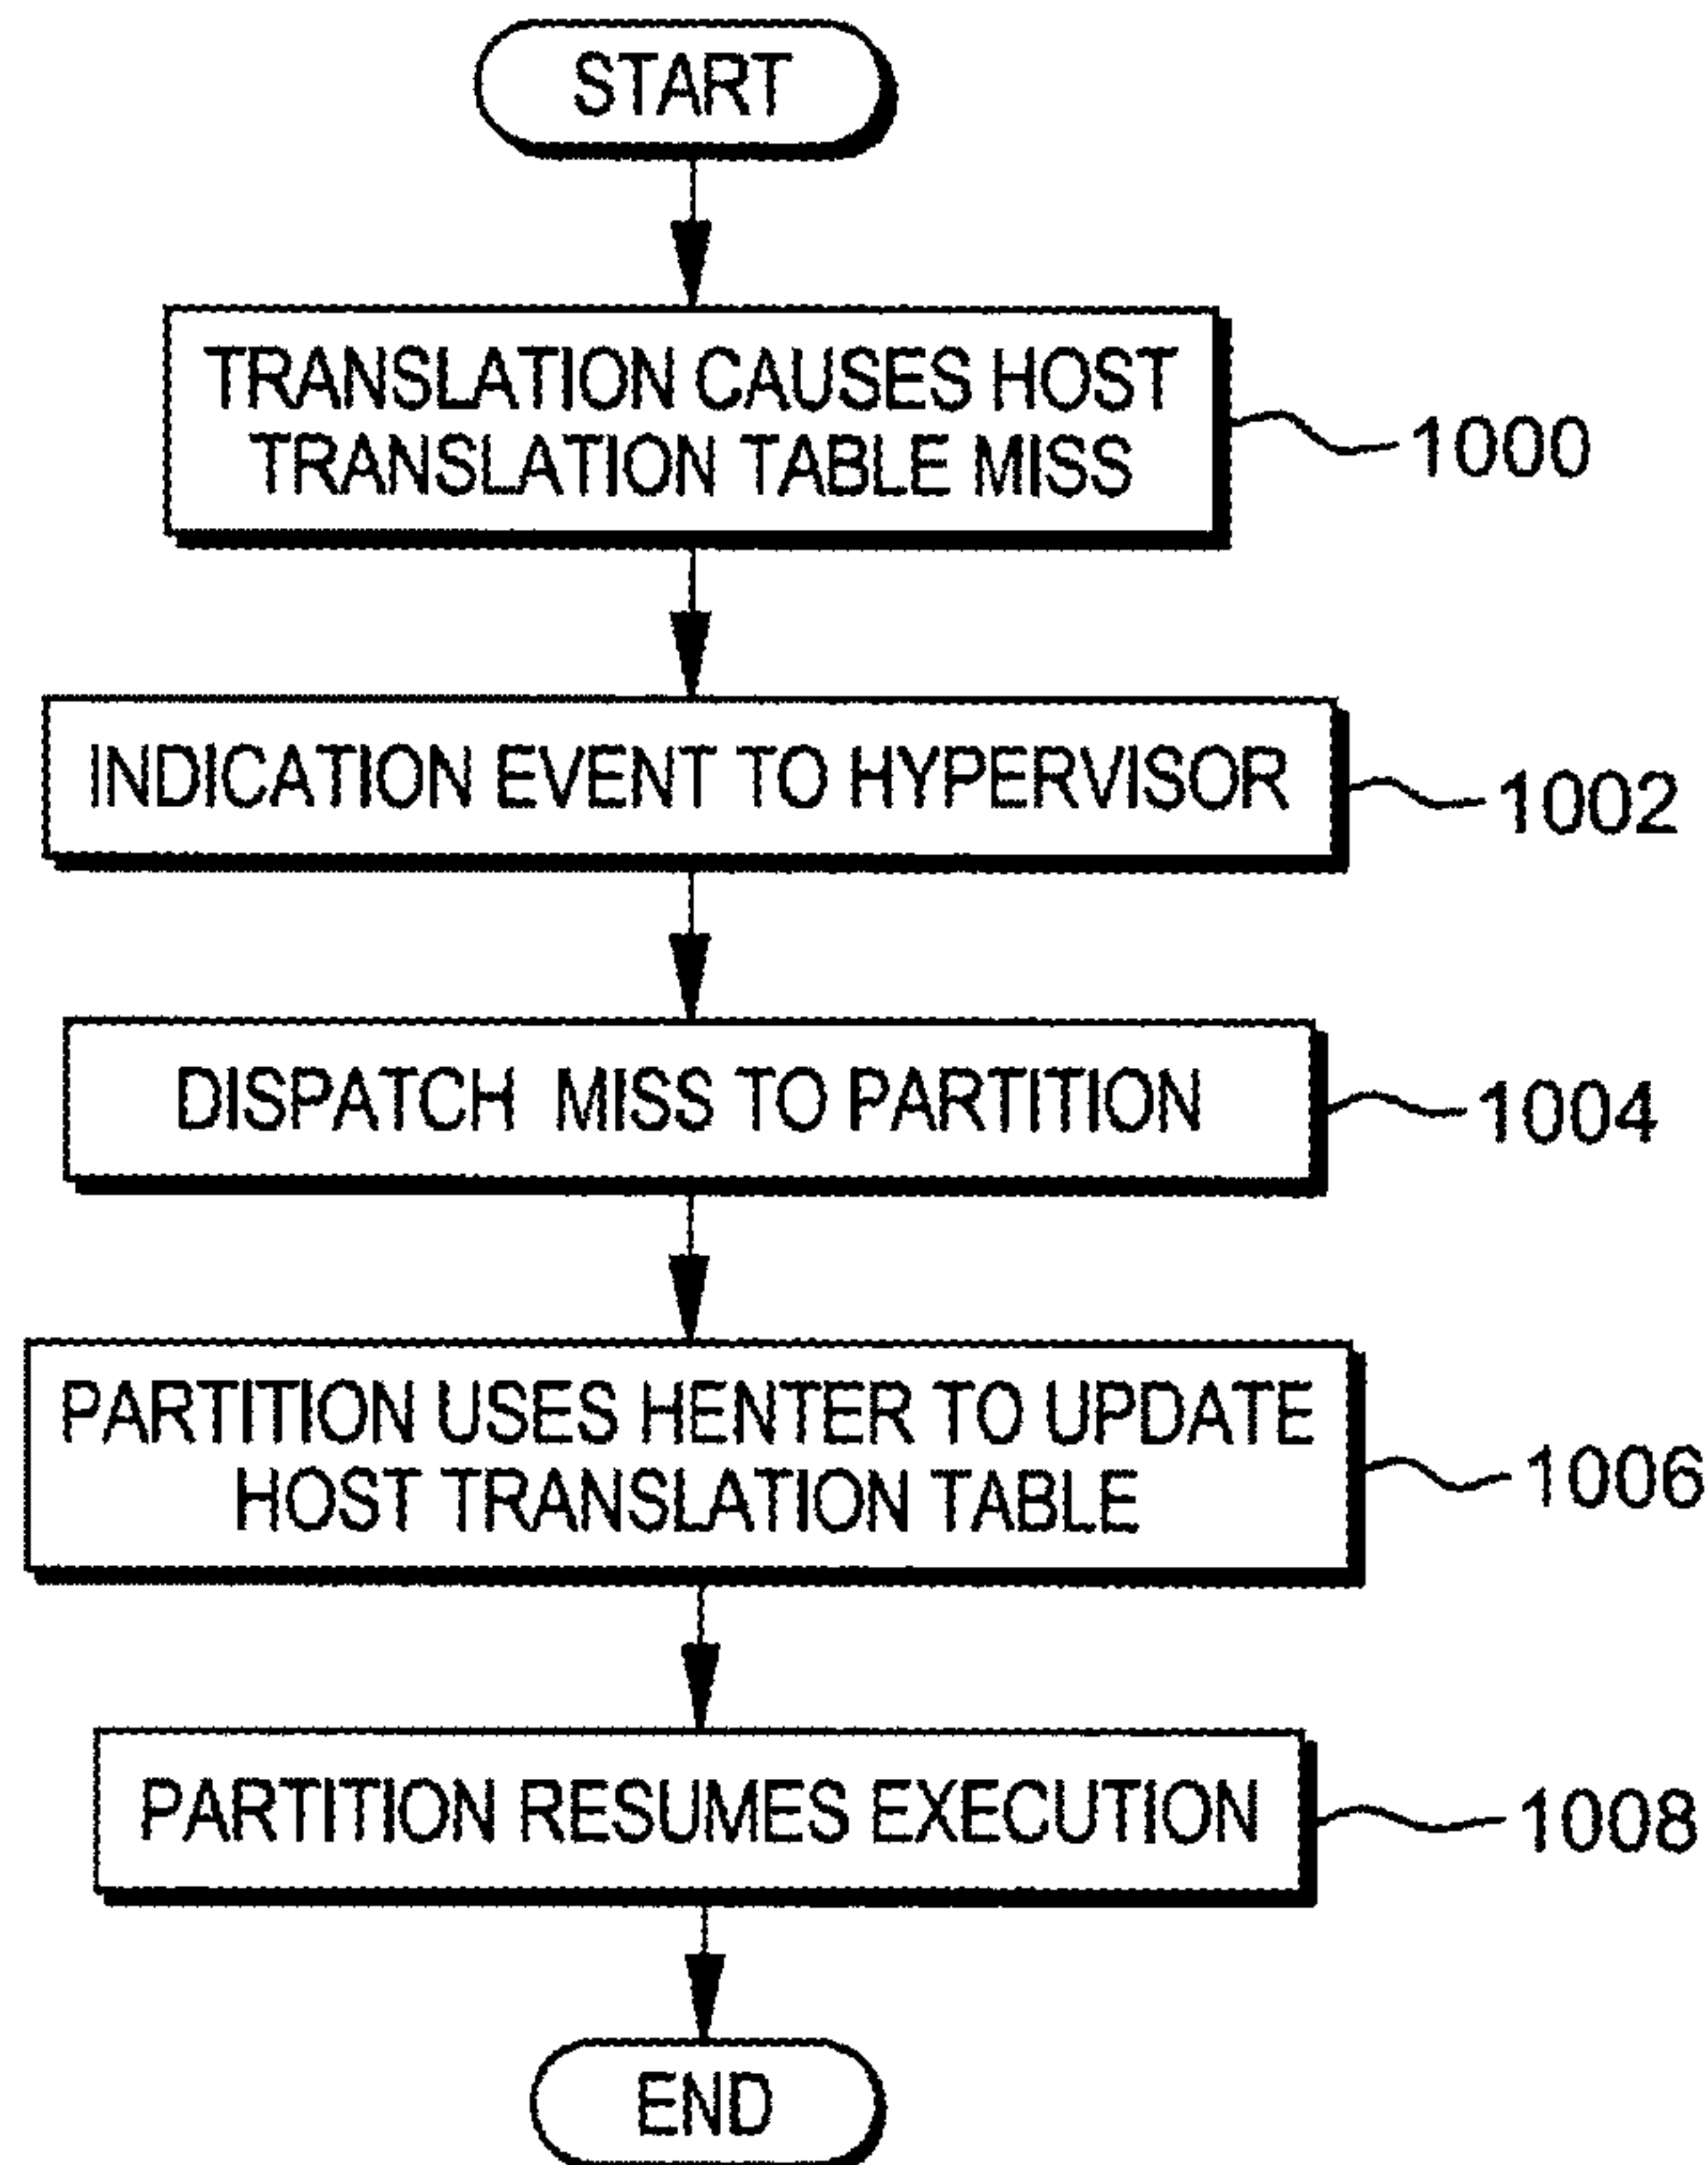 START
TRANSLATION CAUSES HOST
TRANSLATION TABLE MISS
1000
INDICATION EVENT TO HYPERVISOR
1002
DISPATCH MISS TO PARTITION
1004
PARTITION USES HENTER TO UPDATE
HOST TRANSLATION TABLE
1006
PARTITION RESUMES EXECUTION
1008
END